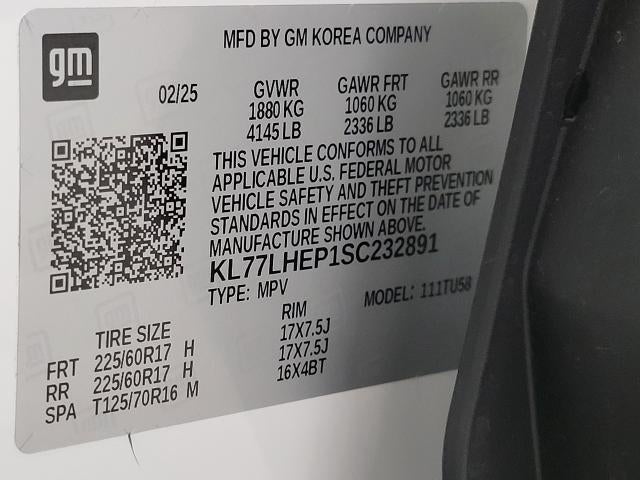 gm
MFD BY GM KOREA COMPANY
02/25 GVWR GAWR FRT GAWR RR
1880 KG 1060 KG 1060 KG
4145 LB 2336 LB 2336 LB
THIS VEHICLE CONFORMS TO ALL
APPLICABLE U.S. FEDERAL MOTOR
VEHICLE SAFETY AND THEFT PREVENTION
STANDARDS IN EFFECT ON THE DATE OF
MANUFACTURE SHOWN ABOVE.
KL77LHEP1SC232891
TYPE: MPV MODEL: 111TU58
TIRE SIZE RIM
FRT 225/60R17 H 17X7.5J
RR 225/60R17 H 17X7.5J
SPA T125/70R16 M 16X4BT